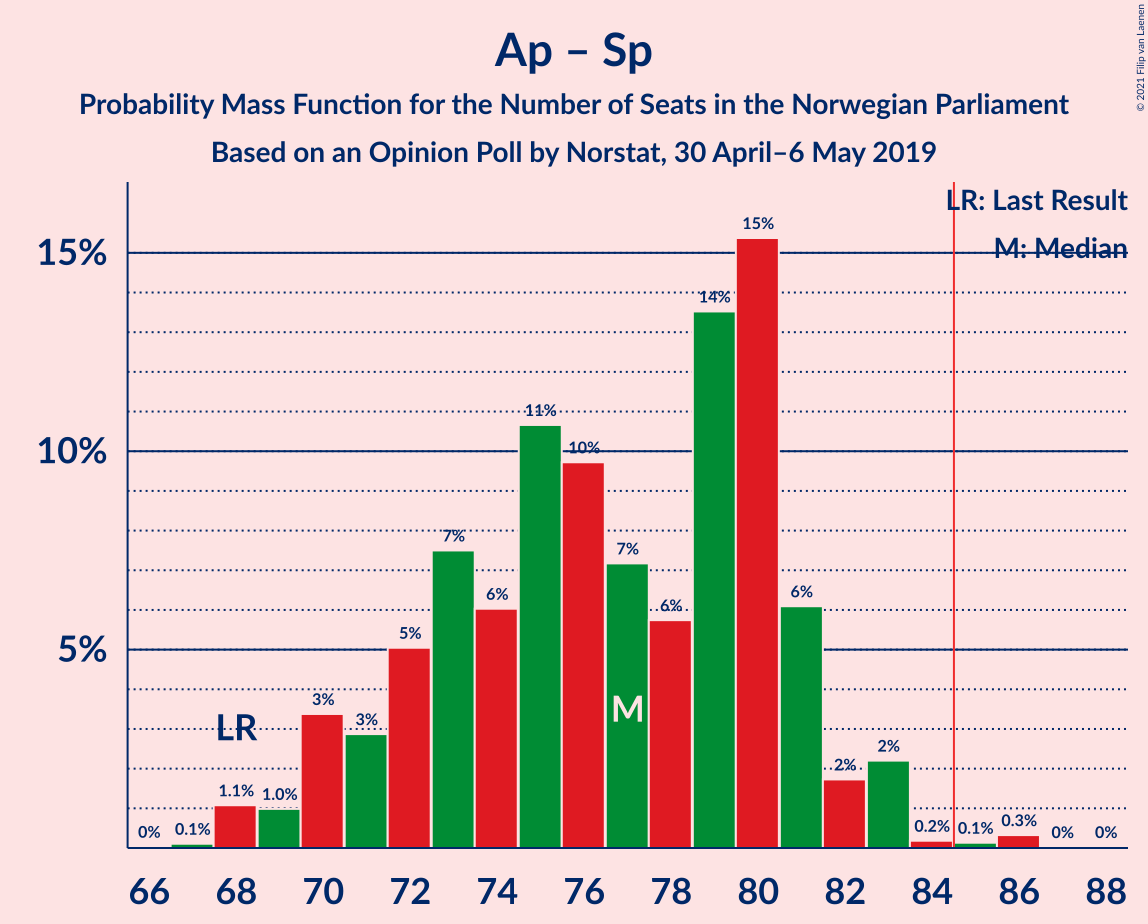 Ap – Sp
Probability Mass Function for the Number of Seats in the Norwegian Parliament
Based on an Opinion Poll by Norstat, 30 April–6 May 2019
© 2021 Filip van Laenen
LR: Last Result
M: Median
15%
10%
5%
0% 0.1% 1.1% 1.0% 3% 3% 5% 7% 6% 11% 10% 7% 6% 14% 15% 6% 2% 2% 0.2% 0.1% 0.3% 0% 0%
LR
M
66 68 70 72 74 76 78 80 82 84 86 88